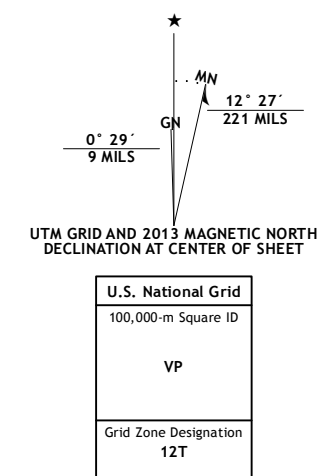 ★
MN
12° 27´
221 MILS
GN
0° 29´
9 MILS
UTM GRID AND 2013 MAGNETIC NORTH
DECLINATION AT CENTER OF SHEET
U.S. National Grid
100,000-m Square ID
VP
Grid Zone Designation
12T